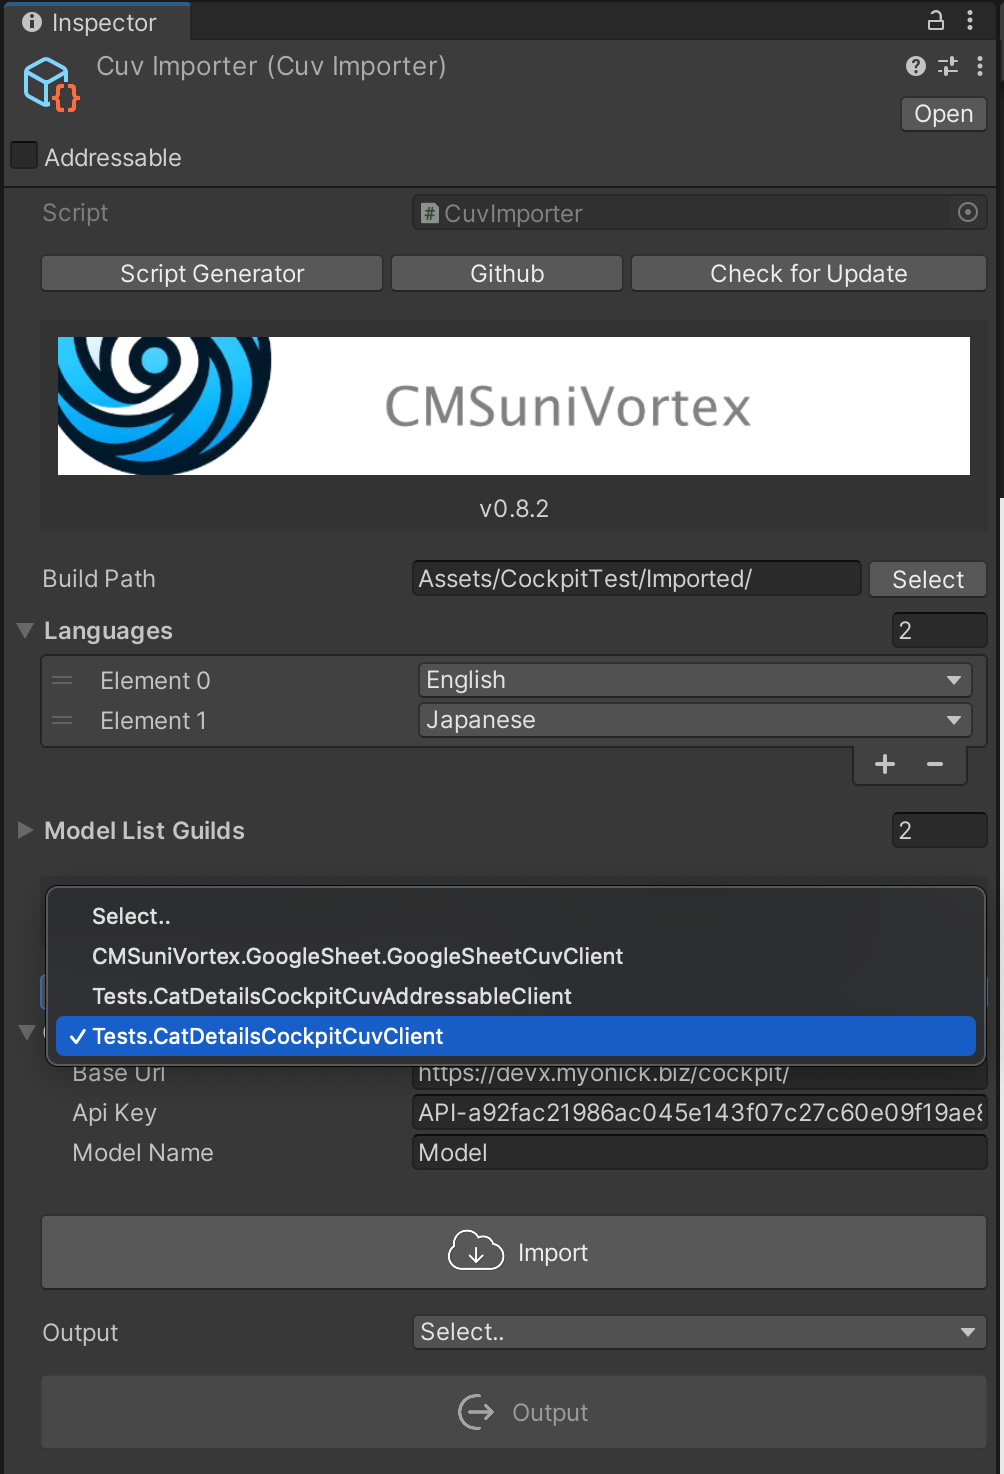 Inspector
Cuv Importer (Cuv Importer)
Open
Addressable
Script
CuvImporter
Script Generator
Github
Check for Update
CMSuniVortex
v0.8.2
Build Path
Assets/CockpitTest/Imported/
Select
Languages
2
Element 0
English
Element 1
Japanese
Model List Guilds
2
Select..
CMSuniVortex.GoogleSheet.GoogleSheetCuvClient
Tests.CatDetailsCockpitCuvAddressableClient
Tests.CatDetailsCockpitCuvClient
Base Url
https://devx.myonick.biz/cockpit/
Api Key
API-a92fac21986ac045e143f07c27c60e09f19ae8
Model Name
Model
Import
Output
Select..
Output